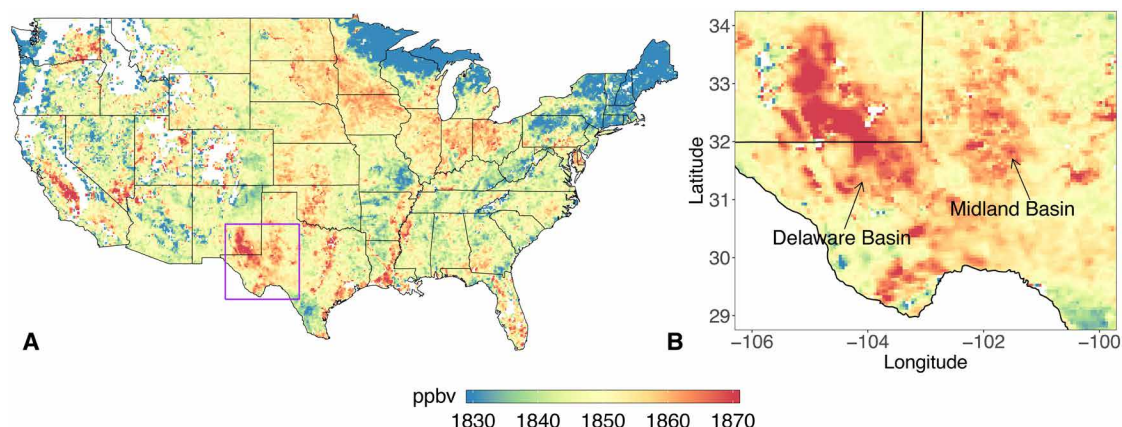 A
34
33
32
31
30
29
Latitude
Midland Basin
Delaware Basin
B
−106
−104
−102
−100
Longitude
ppbv
1830
1840
1850
1860
1870